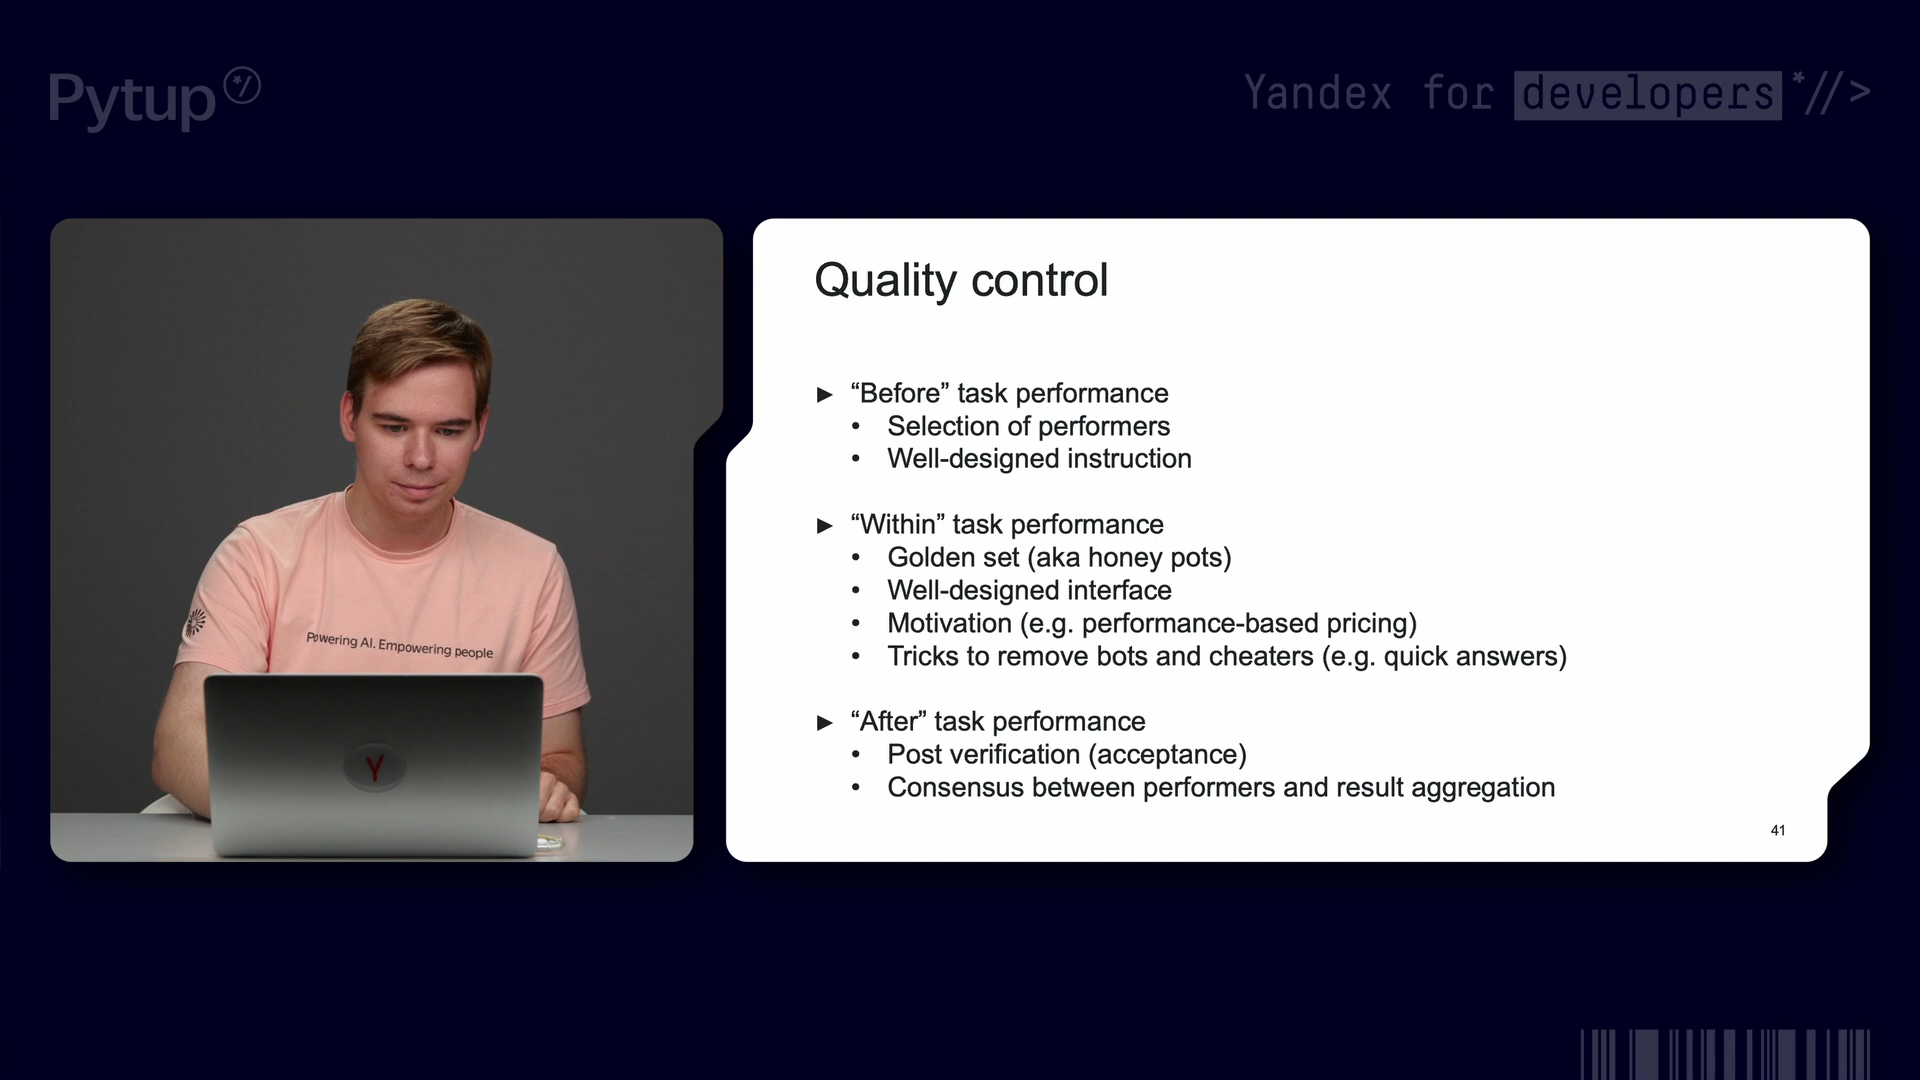 Pytup */
Yandex for developers *//>
Quality control
► “Before” task performance
• Selection of performers
• Well-designed instruction
► “Within” task performance
• Golden set (aka honey pots)
• Well-designed interface
• Motivation (e.g. performance-based pricing)
• Tricks to remove bots and cheaters (e.g. quick answers)
► “After” task performance
• Post verification (acceptance)
• Consensus between performers and result aggregation
41
Powering AI. Empowering people
Y